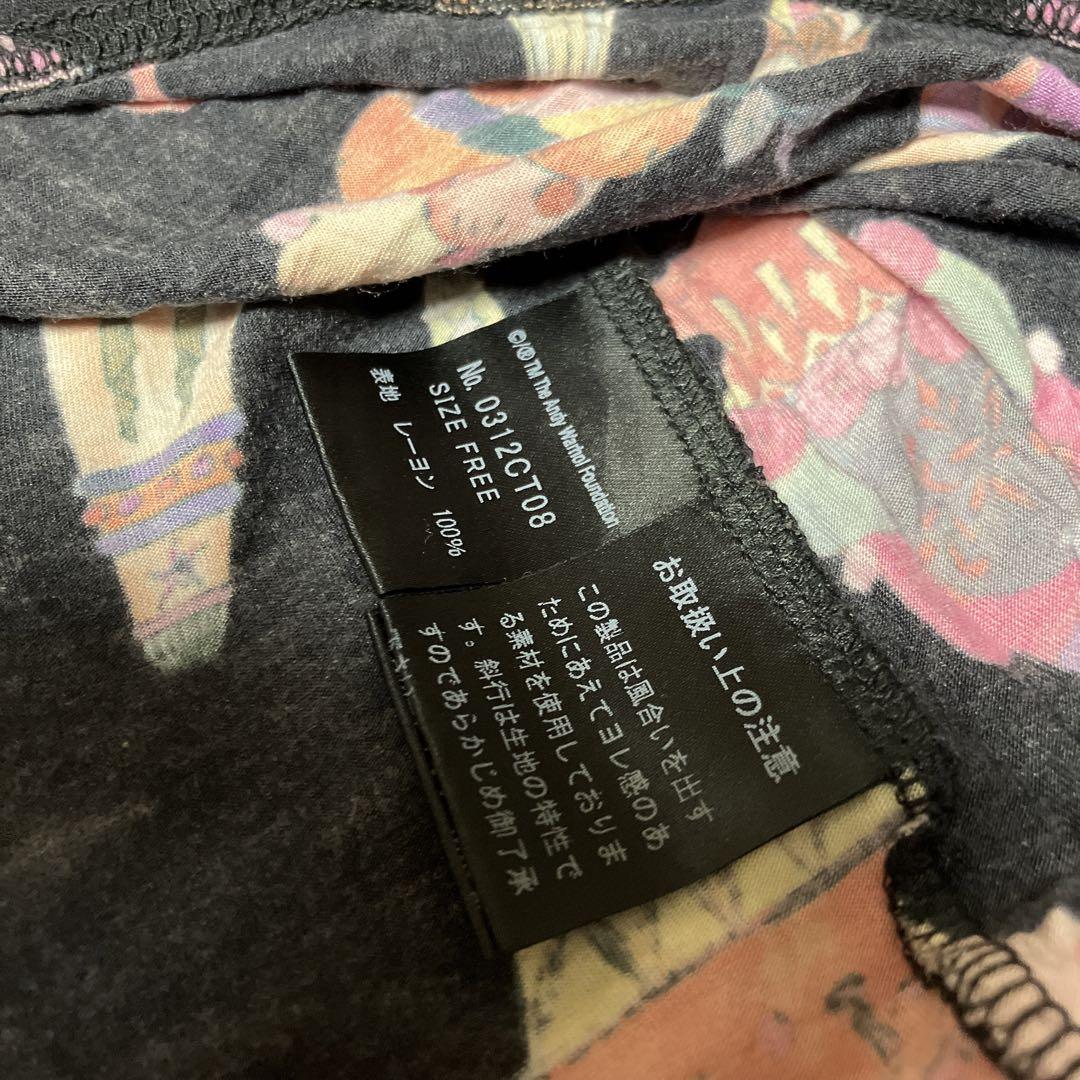 ©/®TM The Andy Warhol Foundation
No. 0312CT08
SIZE FREE
表地 レーヨン 100%
お取扱い上の注意
この製品は風合いを出す
ためにあえてヨレ感のあ
る素材を使用しておりま
す。斜行は生地の特性で
すのであらかじめ御了承